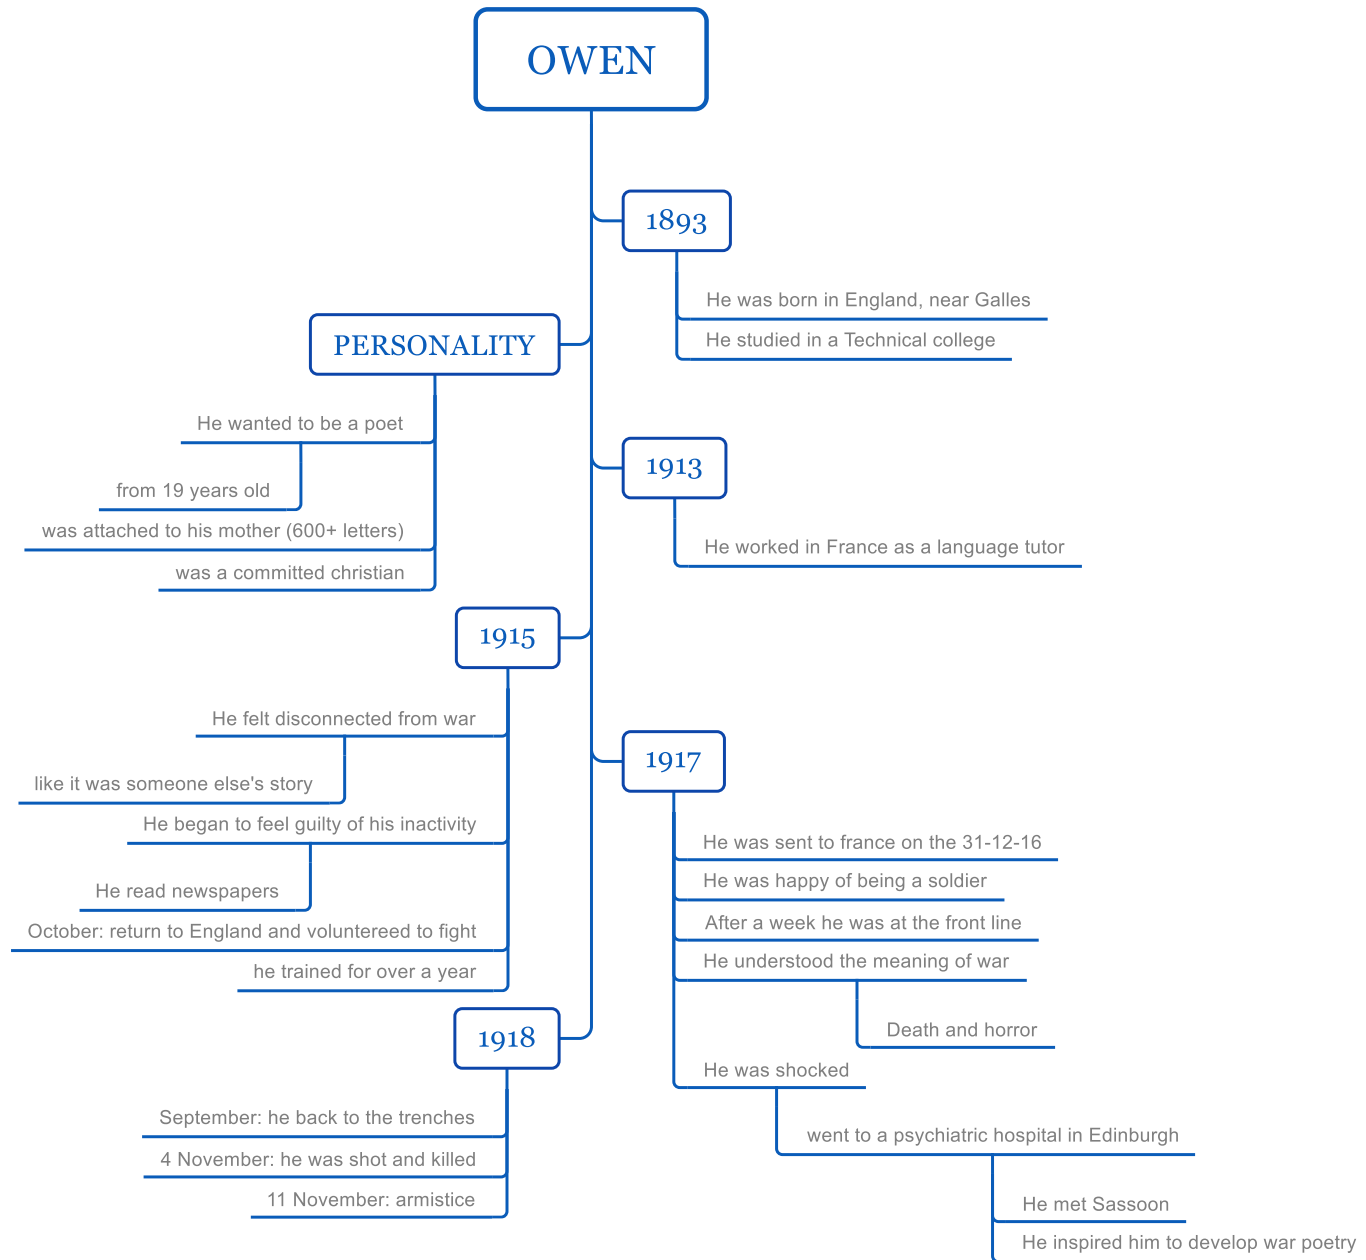 OWEN
1893
He was born in England, near Galles
He studied in a Technical college
PERSONALITY
He wanted to be a poet
from 19 years old
was attached to his mother (600+ letters)
was a committed christian
1913
He worked in France as a language tutor
1915
He felt disconnected from war
like it was someone else's story
He began to feel guilty of his inactivity
He read newspapers
October: return to England and voluntereed to fight
he trained for over a year
1917
He was sent to france on the 31-12-16
He was happy of being a soldier
After a week he was at the front line
He understood the meaning of war
Death and horror
He was shocked
went to a psychiatric hospital in Edinburgh
He met Sassoon
He inspired him to develop war poetry
1918
September: he back to the trenches
4 November: he was shot and killed
11 November: armistice